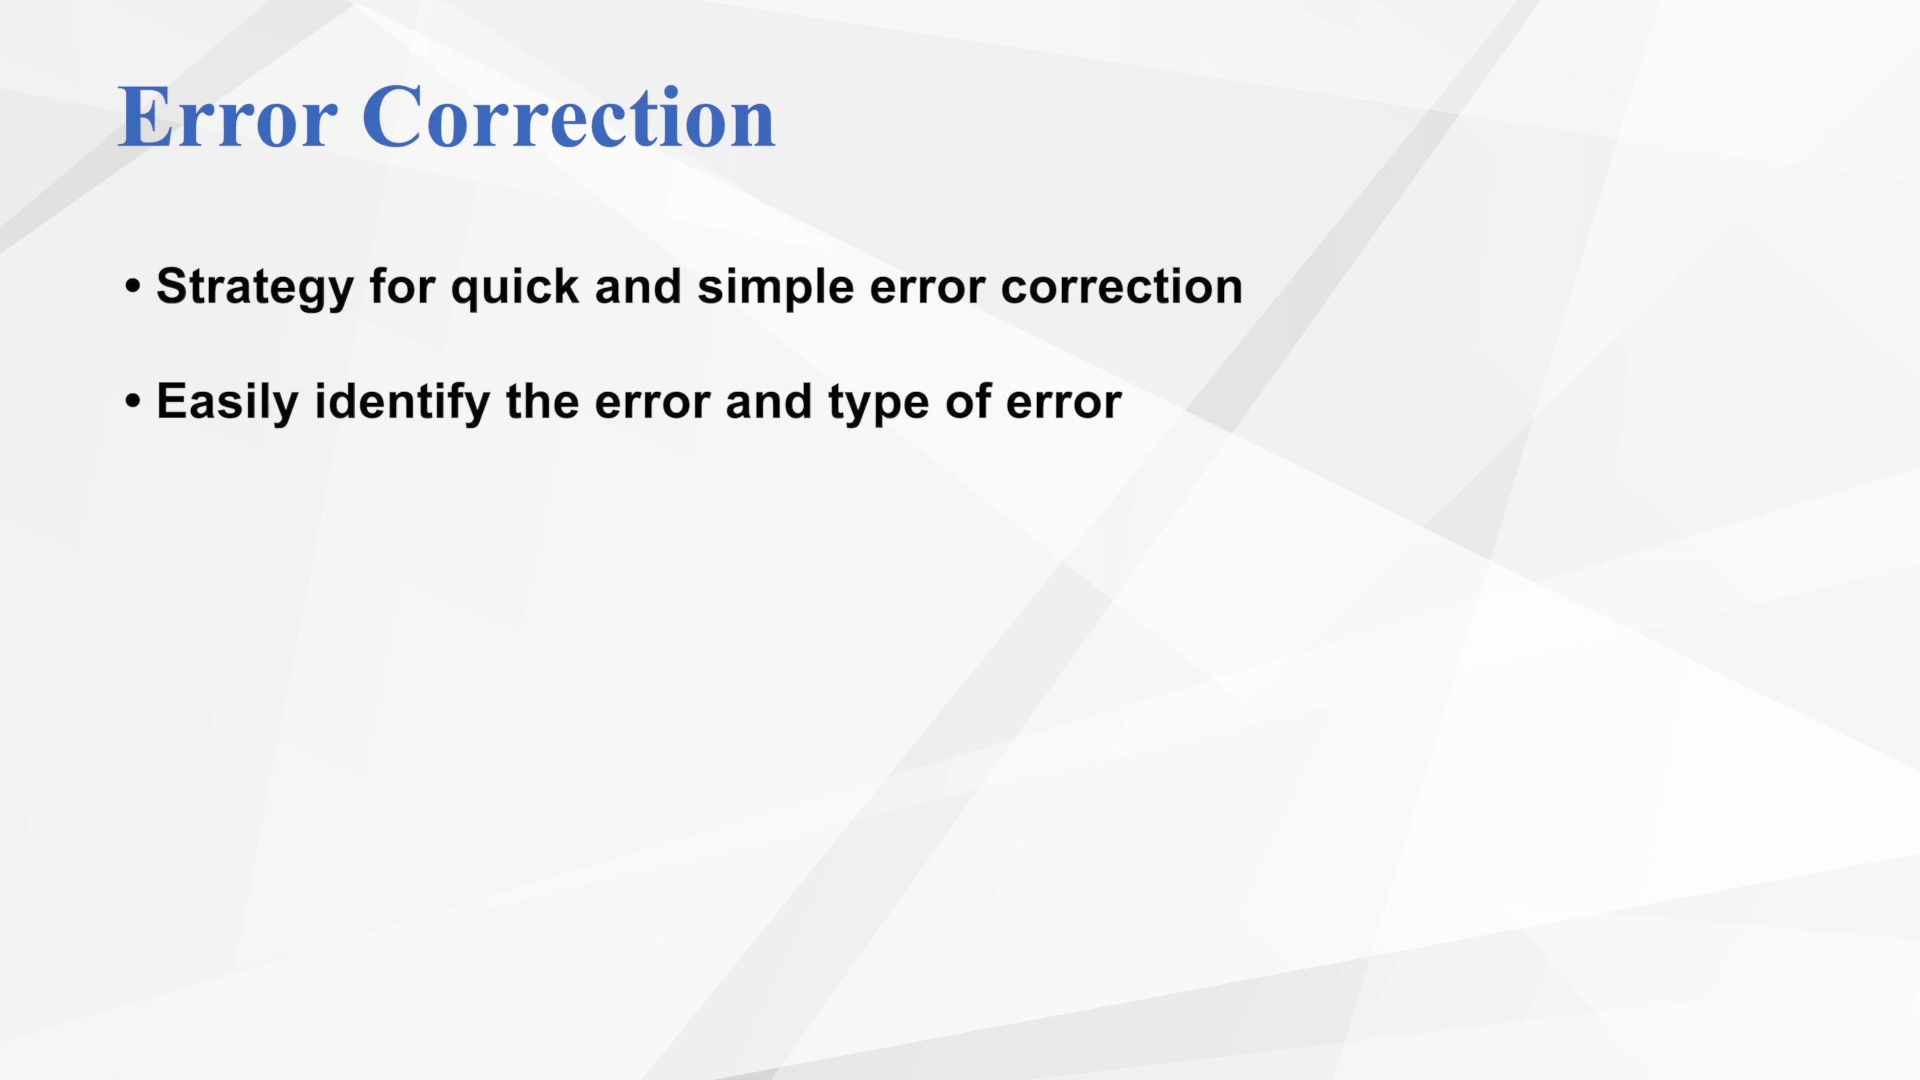 Error Correction
• Strategy for quick and simple error correction
• Easily identify the error and type of error